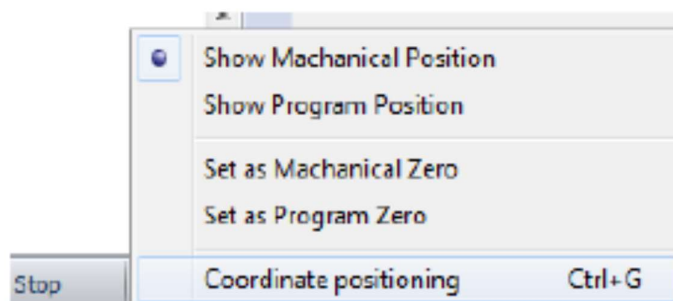 Show Machanical Position
Show Program Position
Set as Machanical Zero
Set as Program Zero
Stop
Coordinate positioning Ctrl+G